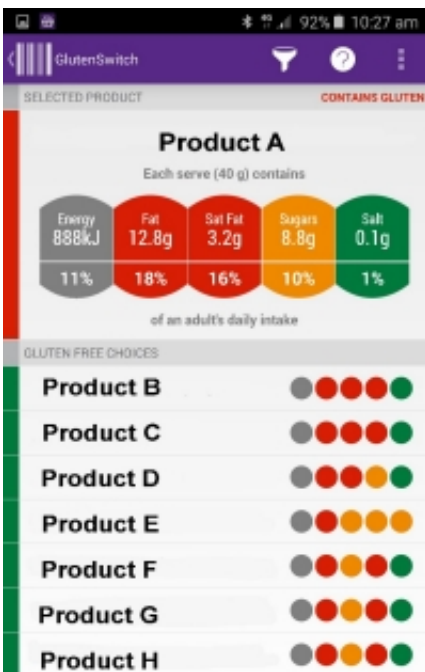 92% 10:27 am
GlutenSwitch
SELECTED PRODUCT CONTAINS GLUTEN
Product A
Each serve (40 g) contains
Energy Fat Sat Fat Sugars Salt
888kJ 12.8g 3.2g 8.8g 0.1g
11% 18% 16% 10% 1%
of an adult's daily intake
GLUTEN FREE CHOICES
Product B
Product C
Product D
Product E
Product F
Product G
Product H